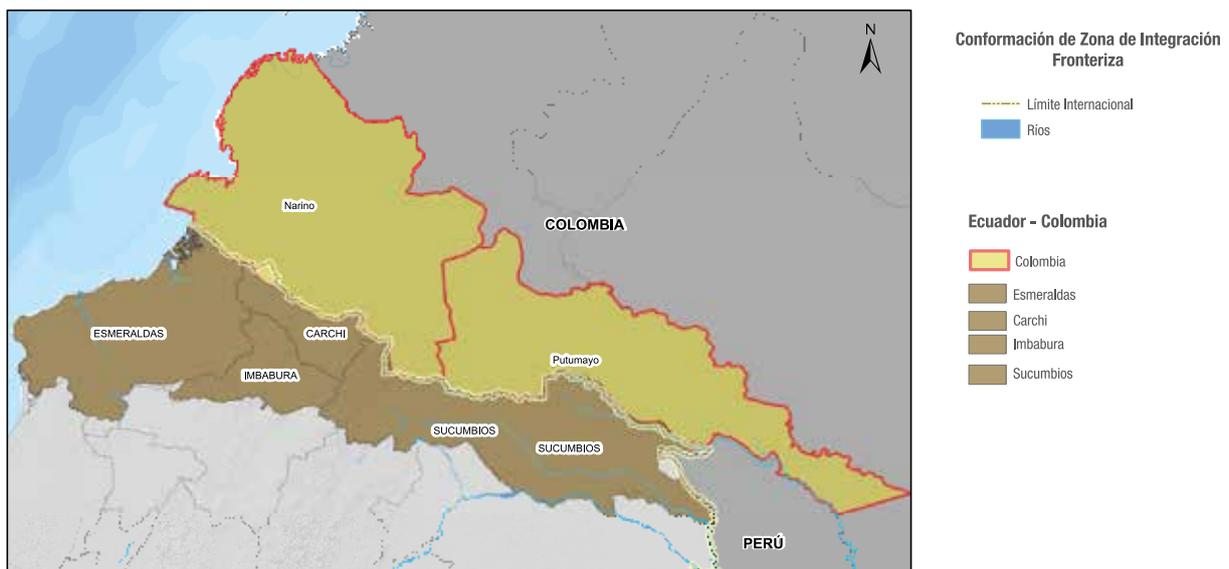 N
Narino
COLOMBIA
ESMERALDAS
CARCHI
IMBABURA
Putumayo
SUCUMBIOS
SUCUMBIOS
PERÚ
Conformación de Zona de Integración
Fronteriza
Límite Internacional
Ríos
Ecuador - Colombia
Colombia
Esmeraldas
Carchi
Imbabura
Sucumbios